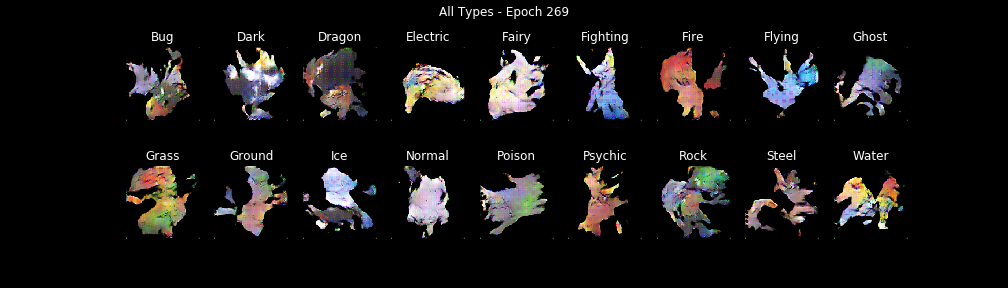 All Types - Epoch 269
Bug Dark Dragon Electric Fairy Fighting Fire Flying Ghost
Grass Ground Ice Normal Poison Psychic Rock Steel Water